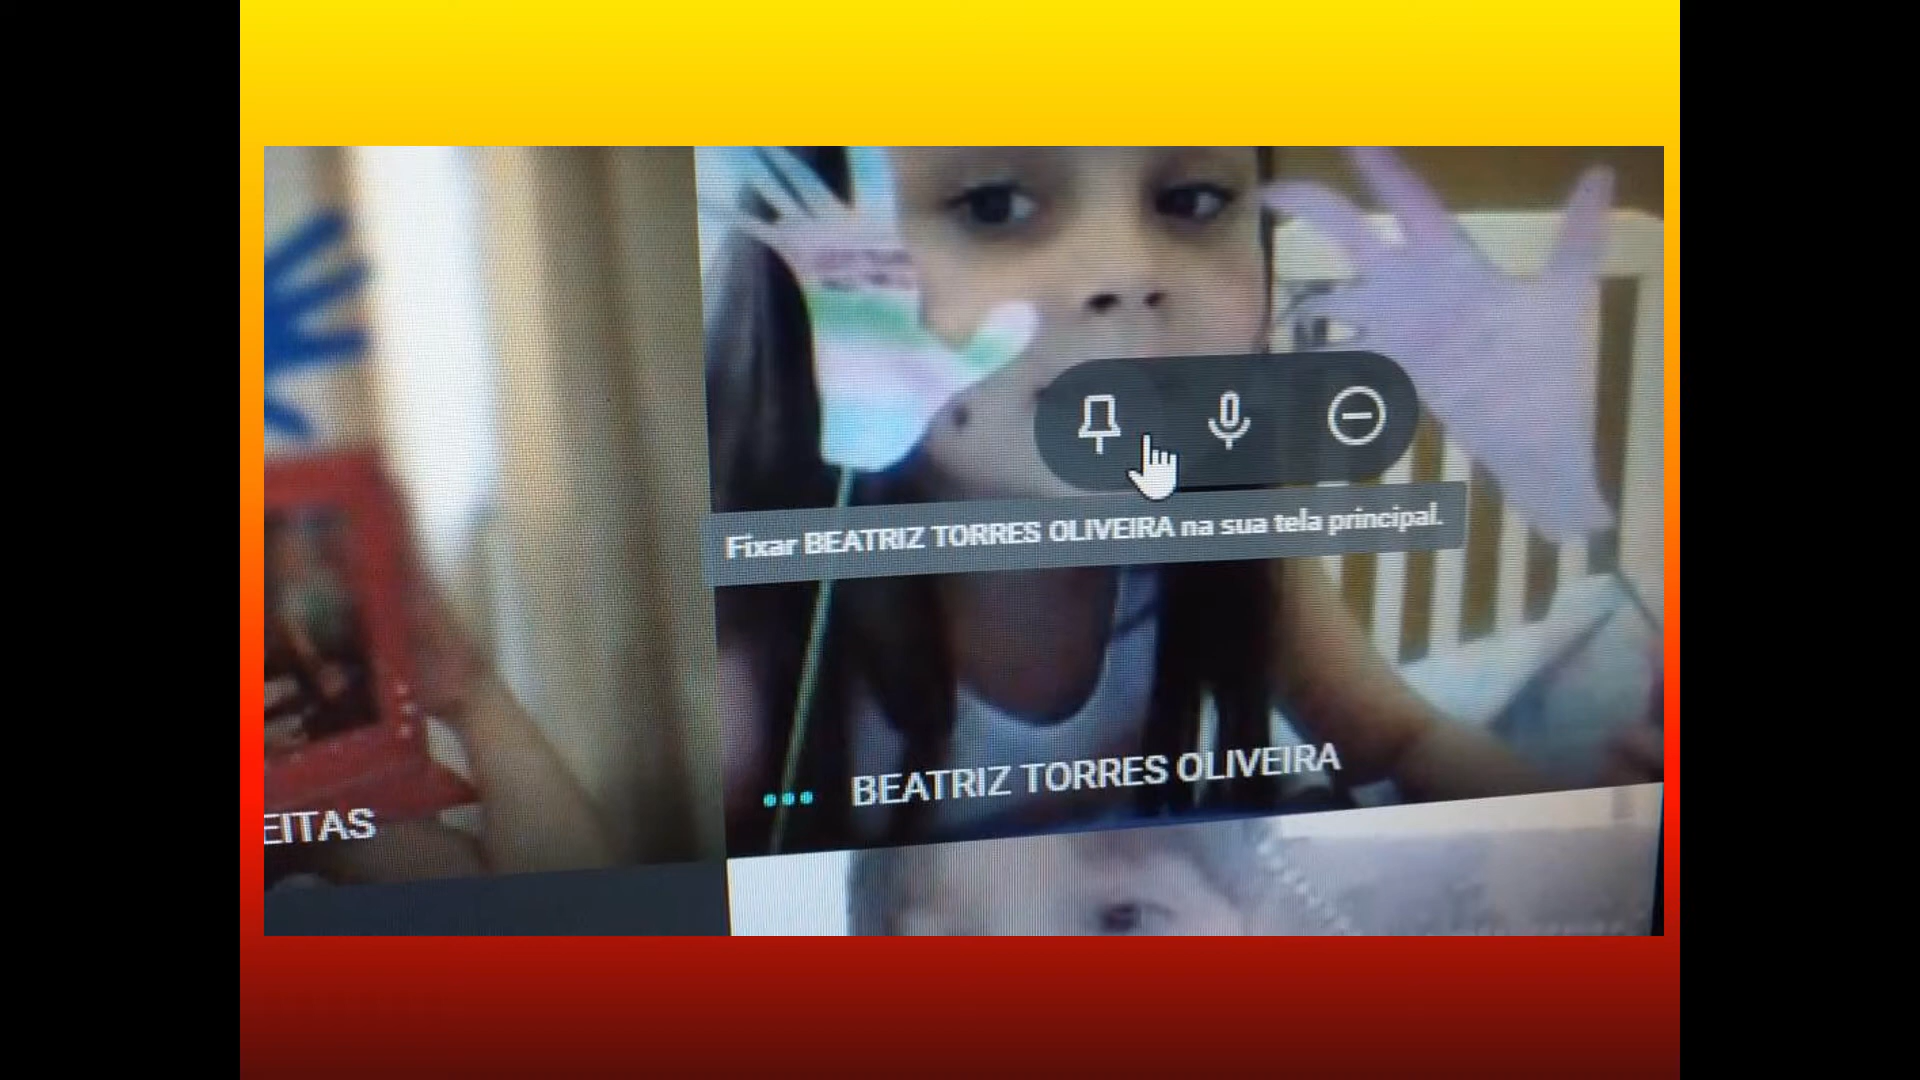 Fixar BEATRIZ TORRES OLIVEIRA na sua tela principal.
BEATRIZ TORRES OLIVEIRA
EITAS